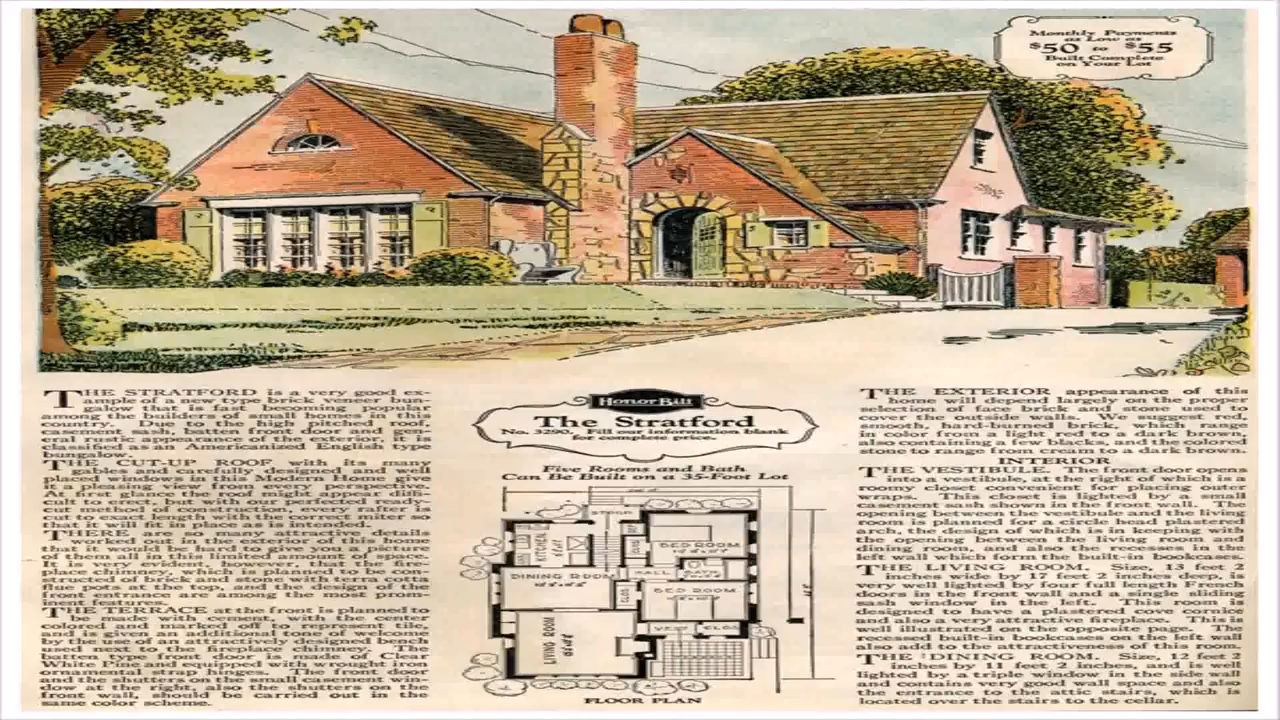 Monthly Payments
as Low as
$50 to $55
Built Complete
on Your Lot
THE STRATFORD is a very good ex-
ample of a new type brick veneer bun-
galow that is fast becoming popular
among the builders of small homes in this
country. Due to the high pitched roof,
casement sash, batten front door and gen-
eral rustic appearance of the exterior, it is
classified as an Americanized English type
bungalow.
THE CUT-UP ROOF with its many
gables and carefully designed and well
placed windows in this Modern Home give
it a pleasing view from every perspective.
At first glance the roof might appear diffi-
cult to erect, but with our perfected ready-
cut method of construction, every rafter is
cut to exact length with the correct miter so
that it will fit in place as is intended.
THERE are so many attractive details
worked out in the exterior of this home
that it would be hard to give you a picture
of them all in this limited amount of space.
It is very evident, however, that the fire-
place chimney, which is planned to be con-
structed of brick and stone with terra cotta
flue pots at the top, and the design of the
front entrance are among the most prom-
inent features.
THE TERRACE at the front is planned to
be made with cement, with the center
colored and marked off to represent tile,
and is given an additional tone of welcome
by the use of an attractively designed bench
used next to the fireplace chimney. The
batten type front door is made of Clear
White Pine and equipped with wrought iron
ornamental strap hinges. The front door
and the shutters on the small casement win-
dow at the right, also the shutters on the
front wall, should be carried out in the
same color scheme.
Honor Bilt
The Stratford
No. 3290. Fill our information blank
for complete price.
Five Rooms and Bath
Can Be Built on a 35-Foot Lot
KITCHEN
BED ROOM
DINING ROOM
HALL
BATH
BED ROOM
CLOS
VEST
CLOS
LIVING ROOM
FLOOR PLAN
THE EXTERIOR appearance of this
home will depend largely on the proper
selection of face brick and stone used to
cover the outside walls. We suggest red,
smooth, hard-burned brick, which range
in color from a light red to a dark brown,
also containing a few blacks, and the colored
stone to range from cream to a dark brown.
INTERIOR
THE VESTIBULE. The front door opens
into a vestibule, at the right of which is a
roomy closet convenient for placing outer
wraps. This closet is lighted by a small
casement sash shown in the front wall. The
opening between the vestibule and the living
room is planned for a circle head plastered
arch, the design of which is in keeping with
the opening between the living room and
dining room, and also the recesses in the
left wall which form the built-in bookcases.
THE LIVING ROOM. Size, 13 feet 2
inches wide by 17 feet 2 inches deep, is
very well lighted by four full length French
doors in the front wall and a single sliding
sash window in the left. This room is
designed to have a plastered cove cornice
and also a very attractive fireplace. This is
well illustrated on the opposite page. The
recessed built-in bookcases on the left wall
also add to the attractiveness of this room.
THE DINING ROOM. Size, 12 feet 2
inches by 11 feet 2 inches, and is well
lighted by a triple window in the side wall
and contains very good wall space and also
the entrance to the attic stairs, which is
located over the stairs to the cellar.